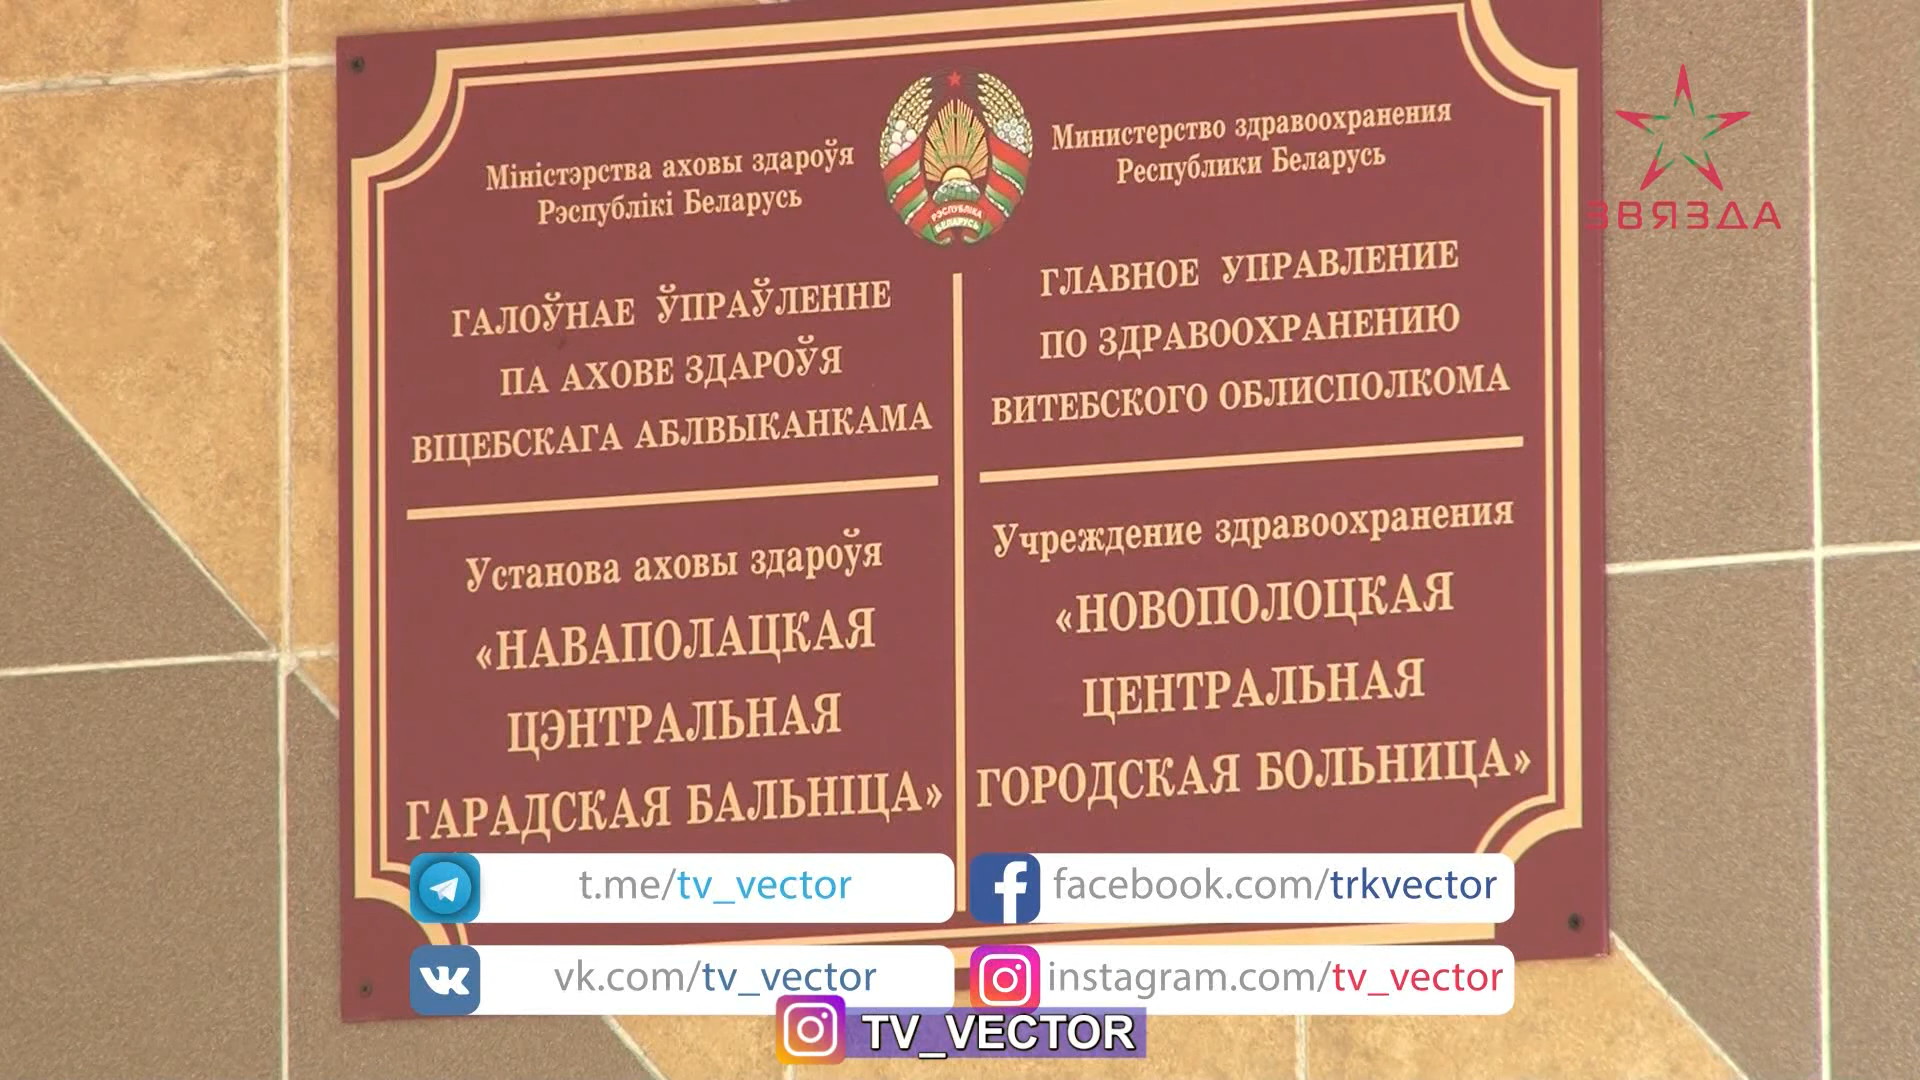 Міністэрства аховы здароўя
Рэспублікі Беларусь
РЭСПУБЛІКА
БЕЛАРУСЬ
Министерство здравоохранения
Республики Беларусь
ЗВЯЗДА
ГАЛОЎНАЕ ЎПРАЎЛЕННЕ
ПА АХОВЕ ЗДАРОЎЯ
ВІЦЕБСКАГА АБЛВЫКАНКАМА
ГЛАВНОЕ УПРАВЛЕНИЕ
ПО ЗДРАВООХРАНЕНИЮ
ВИТЕБСКОГО ОБЛИСПОЛКОМА
Установа аховы здароўя
«НАВАПОЛАЦКАЯ
ЦЭНТРАЛЬНАЯ
ГАРАДСКАЯ БАЛЬНІЦА»
Учреждение здравоохранения
«НОВОПОЛОЦКАЯ
ЦЕНТРАЛЬНАЯ
ГОРОДСКАЯ БОЛЬНИЦА»
t.me/tv_vector
facebook.com/trkvector
vk.com/tv_vector
instagram.com/tv_vector
TV_VECTOR